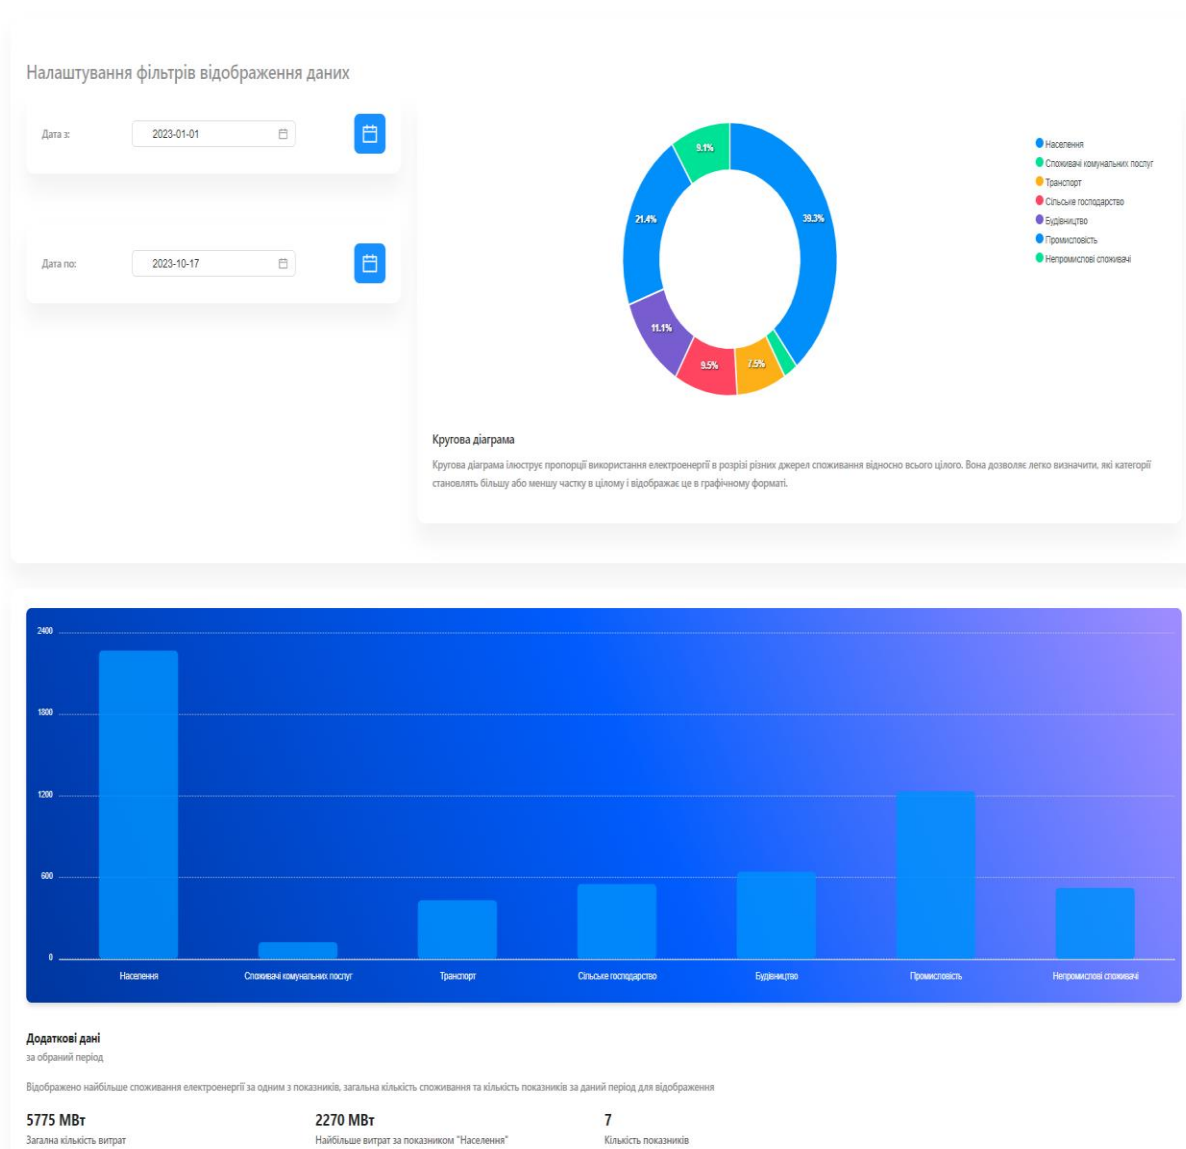 Налаштування фільтрів відображення даних
Дата з:
2023-01-01
Дата по:
2023-10-17
9.1%
39.3%
21.4%
11.1%
9.5%
7.5%
Населення
Споживачі комунальних послуг
Транспорт
Сільське господарство
Будівництво
Промисловість
Непромислові споживачі
Кругова діаграма
Кругова діаграма ілюструє пропорції використання електроенергії в розрізі різних джерел споживання відносно всього цілого. Вона дозволяє легко визначити, які категорії
становлять більшу або меншу частку в цілому і відображає це в графічному форматі.
2400
1800
1200
600
0
Населення
Споживачі комунальних послуг
Транспорт
Сільське господарство
Будівництво
Промисловість
Непромислові споживачі
Додаткові дані
за обраний період
Відображено найбільше споживання електроенергії за одним з показників, загальна кількість споживання та кількість показників за даний період для відображення
5775 МВт
2270 МВт
7
Загална кількість витрат
Найбільше витрат за показником "Населення"
Кількість показників